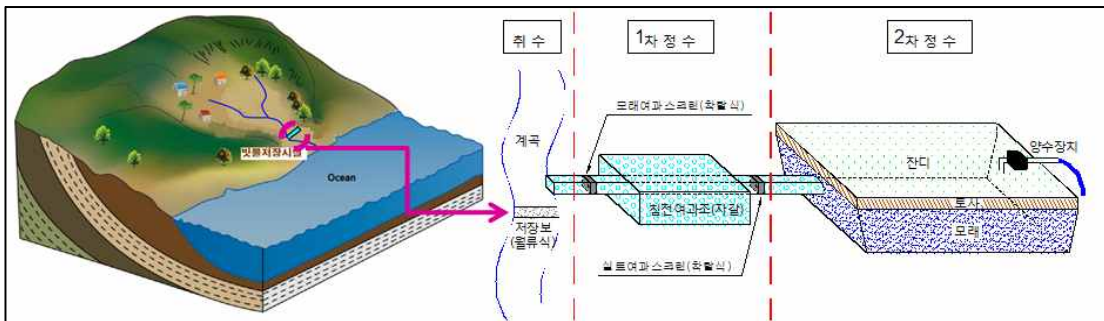 취 수
1차 정 수
2차 정 수
모래여과스크린(착탈식)
계곡
양수장치
빗물저장시설
잔디
Ocean
침전여과조(자갈)
토사
저장보
(월류식)
모래
실트여과스크린(착탈식)